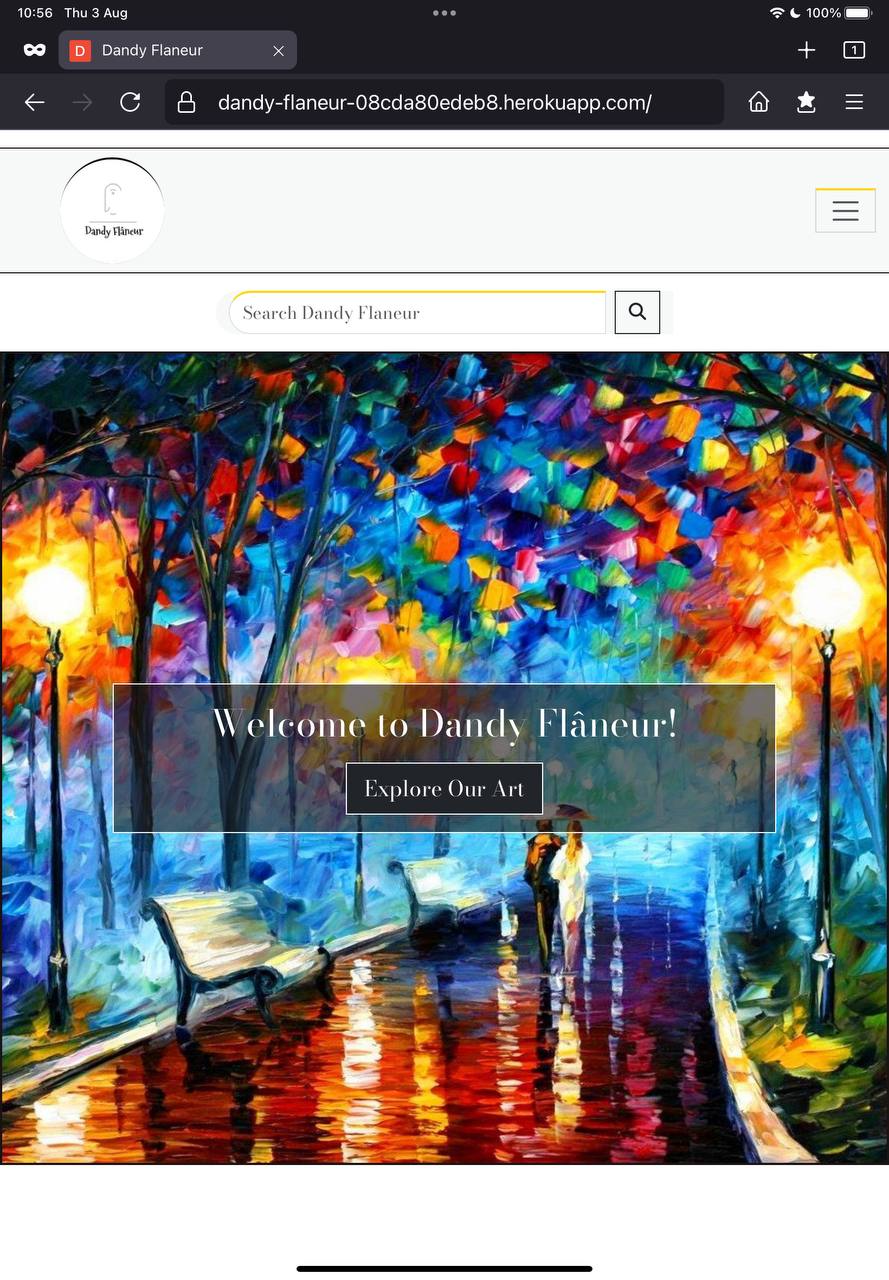 10:56 Thu 3 Aug 100%
D Dandy Flaneur 1
dandy-flaneur-08cda80edeb8.herokuapp.com/
Dandy Flâneur
Search Dandy Flaneur
Welcome to Dandy Flâneur!
Explore Our Art